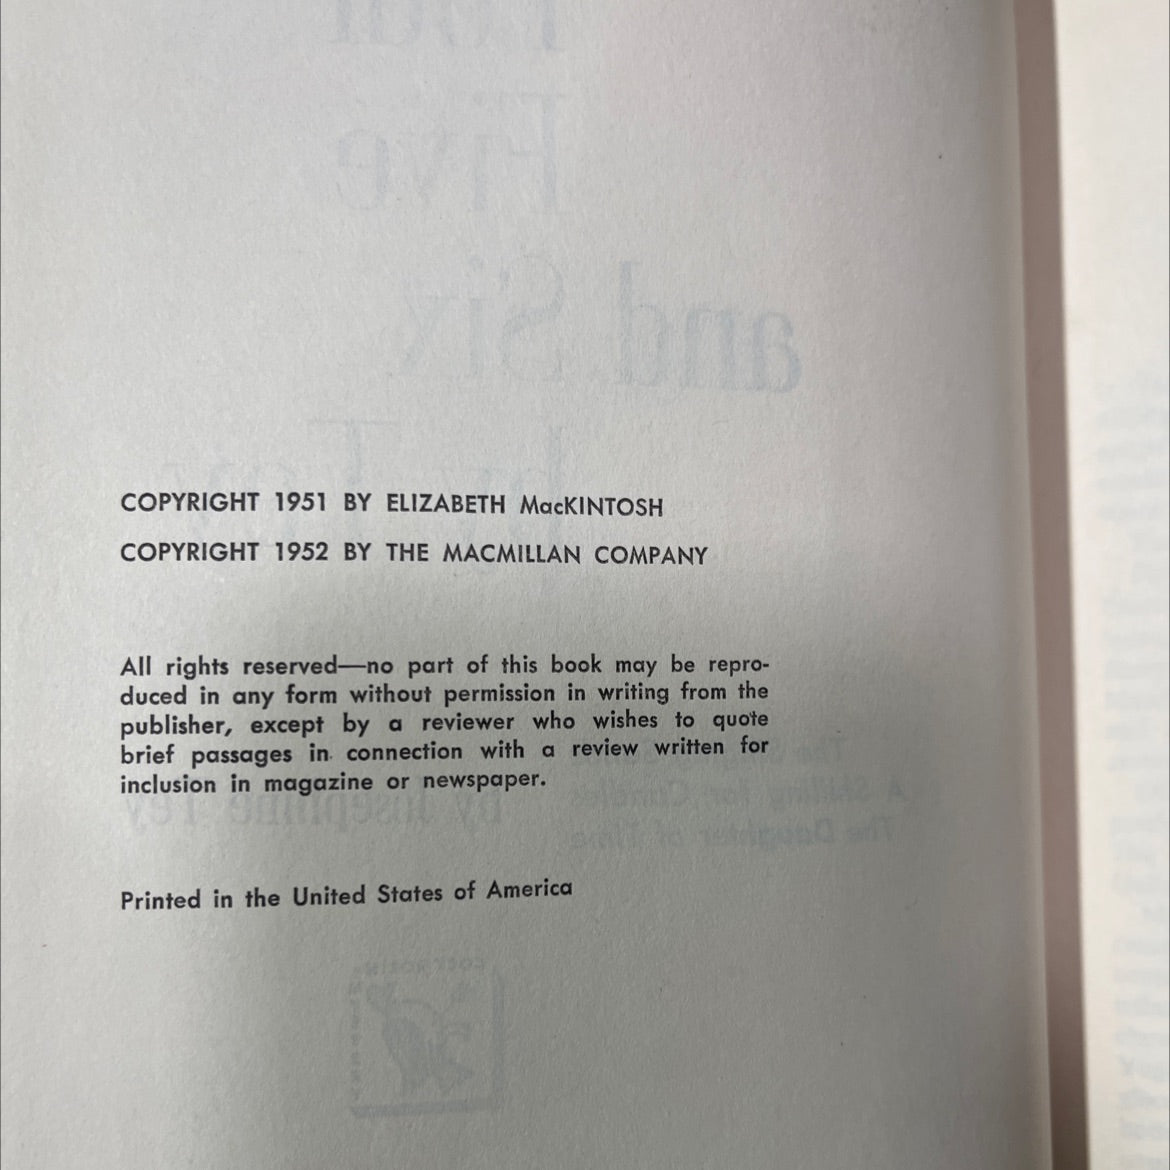 COPYRIGHT 1951 BY ELIZABETH MacKINTOSH
COPYRIGHT 1952 BY THE MACMILLAN COMPANY
All rights reserved—no part of this book may be repro-
duced in any form without permission in writing from the
publisher, except by a reviewer who wishes to quote
brief passages in connection with a review written for
inclusion in magazine or newspaper.
Printed in the United States of America